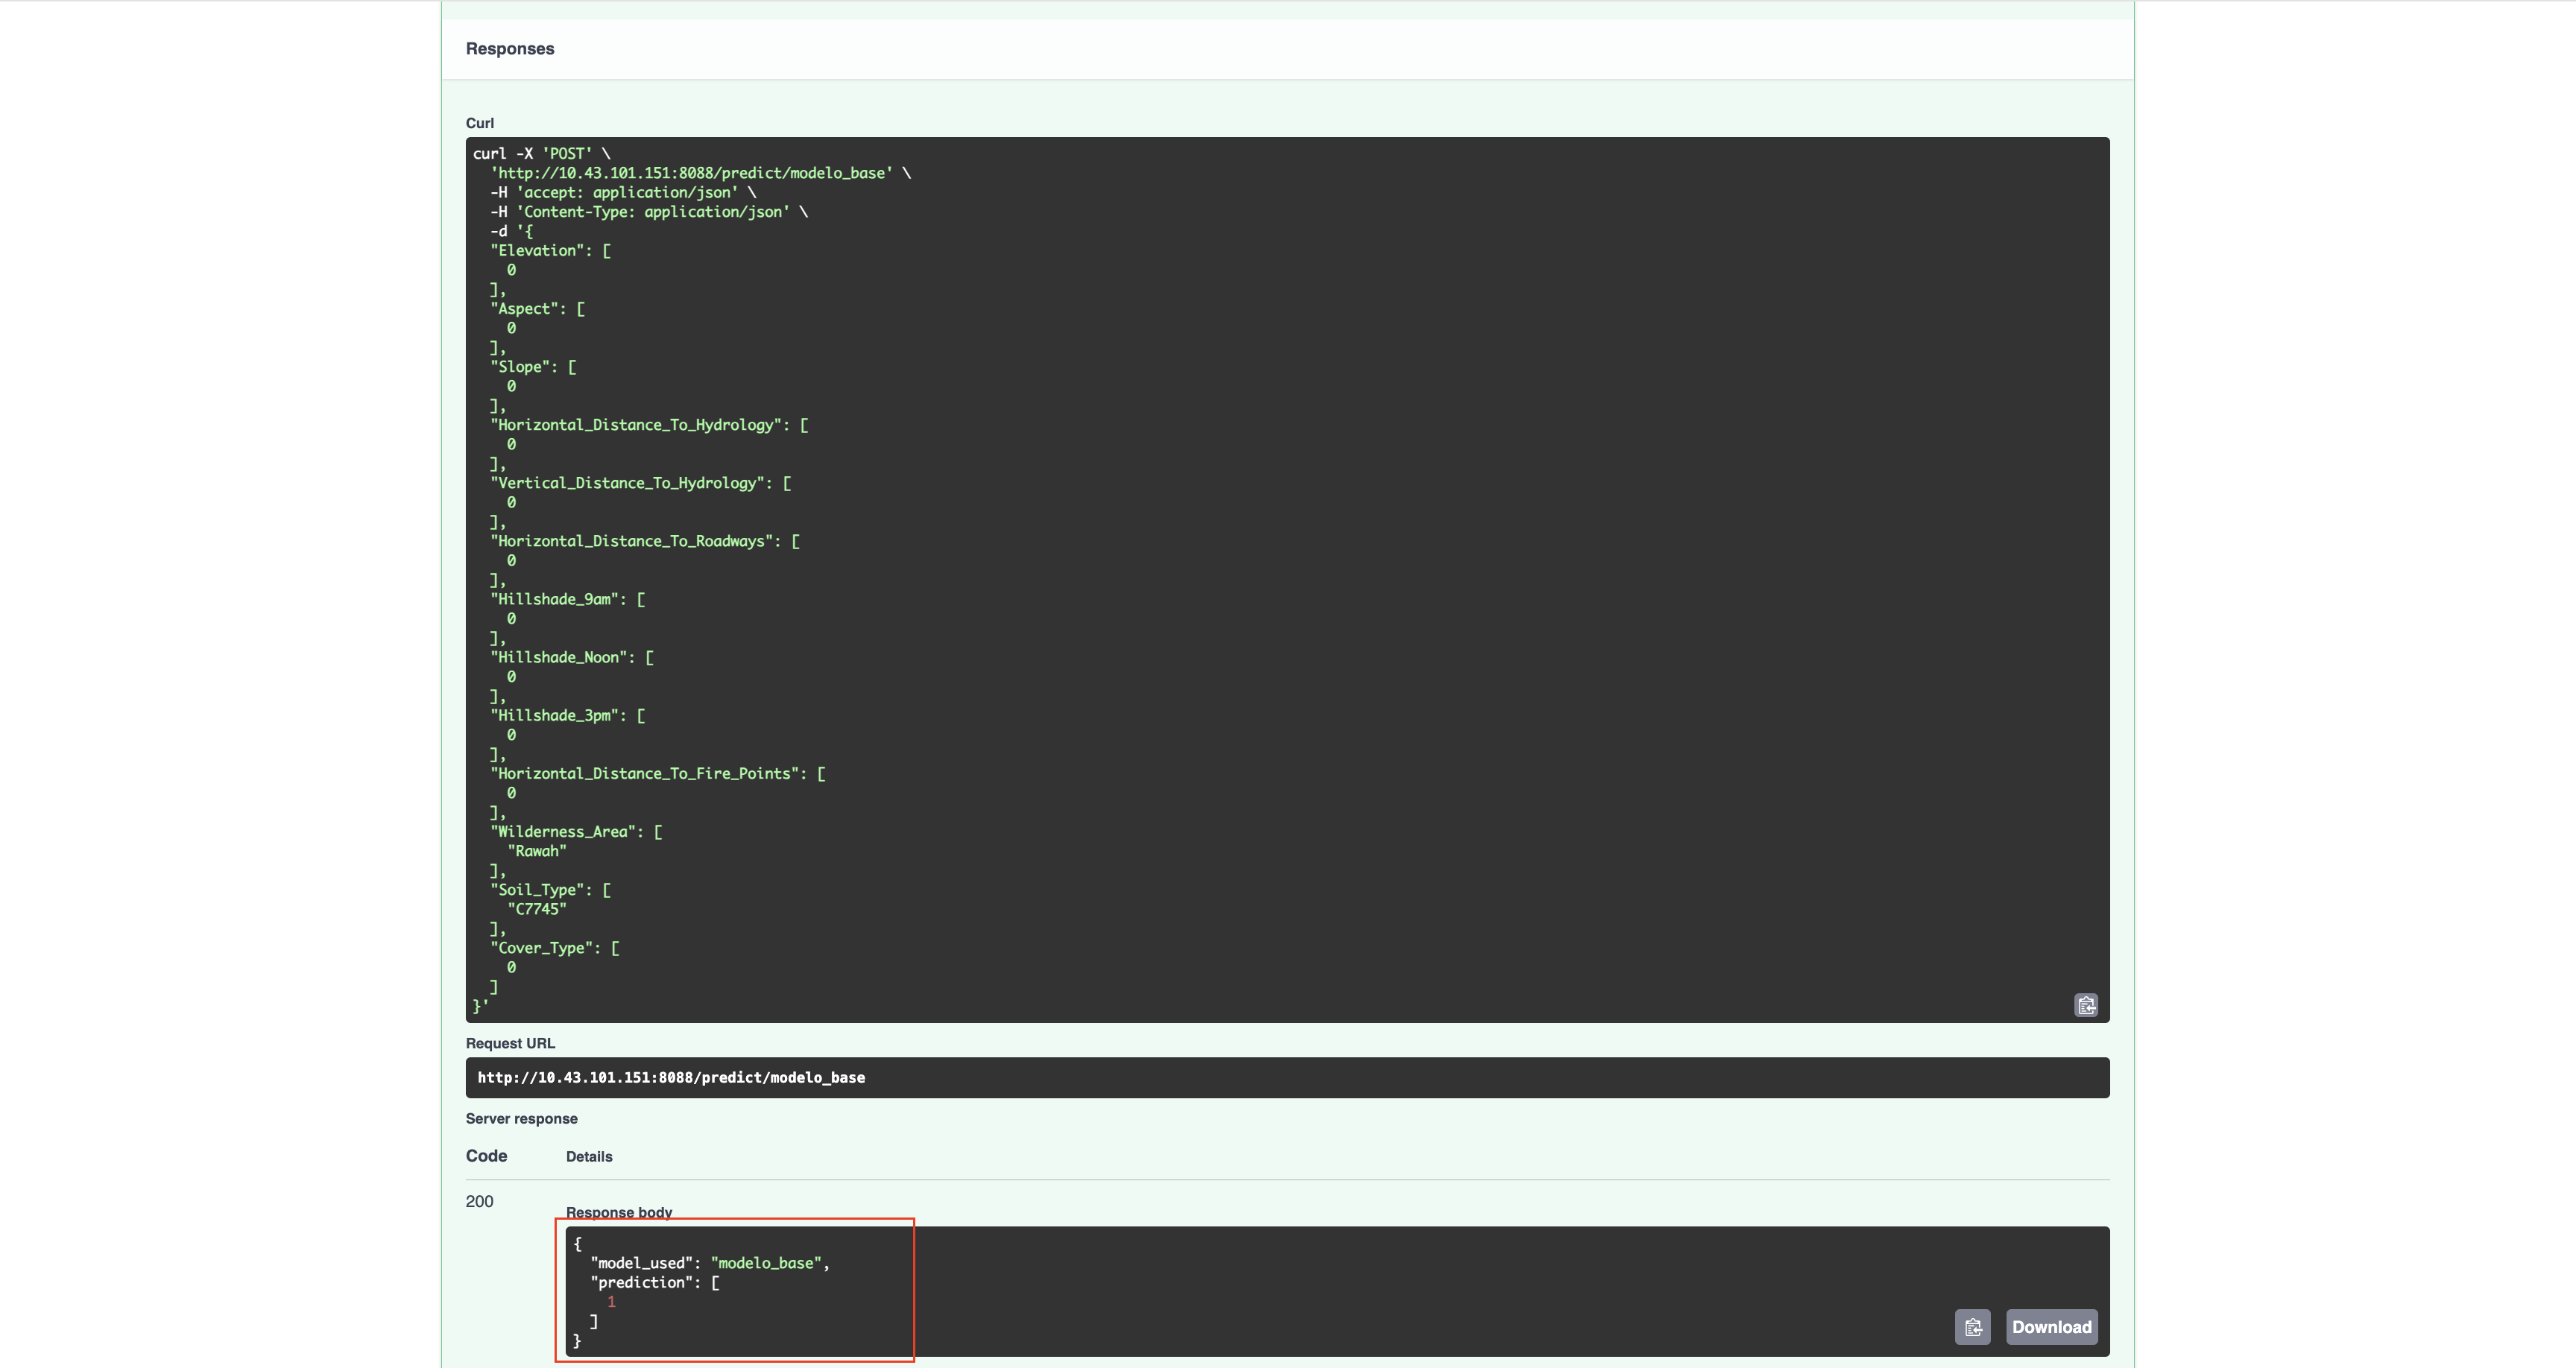 Responses
Curl
curl -X 'POST' \
  'http://10.43.101.151:8088/predict/modelo_base' \
  -H 'accept: application/json' \
  -H 'Content-Type: application/json' \
  -d '{
  "Elevation": [
    0
  ],
  "Aspect": [
    0
  ],
  "Slope": [
    0
  ],
  "Horizontal_Distance_To_Hydrology": [
    0
  ],
  "Vertical_Distance_To_Hydrology": [
    0
  ],
  "Horizontal_Distance_To_Roadways": [
    0
  ],
  "Hillshade_9am": [
    0
  ],
  "Hillshade_Noon": [
    0
  ],
  "Hillshade_3pm": [
    0
  ],
  "Horizontal_Distance_To_Fire_Points": [
    0
  ],
  "Wilderness_Area": [
    "Rawah"
  ],
  "Soil_Type": [
    "C7745"
  ],
  "Cover_Type": [
    0
  ]
}'
Request URL
http://10.43.101.151:8088/predict/modelo_base
Server response
Code Details
200
Response body
{
  "model_used": "modelo_base",
  "prediction": [
    1
  ]
}
Download